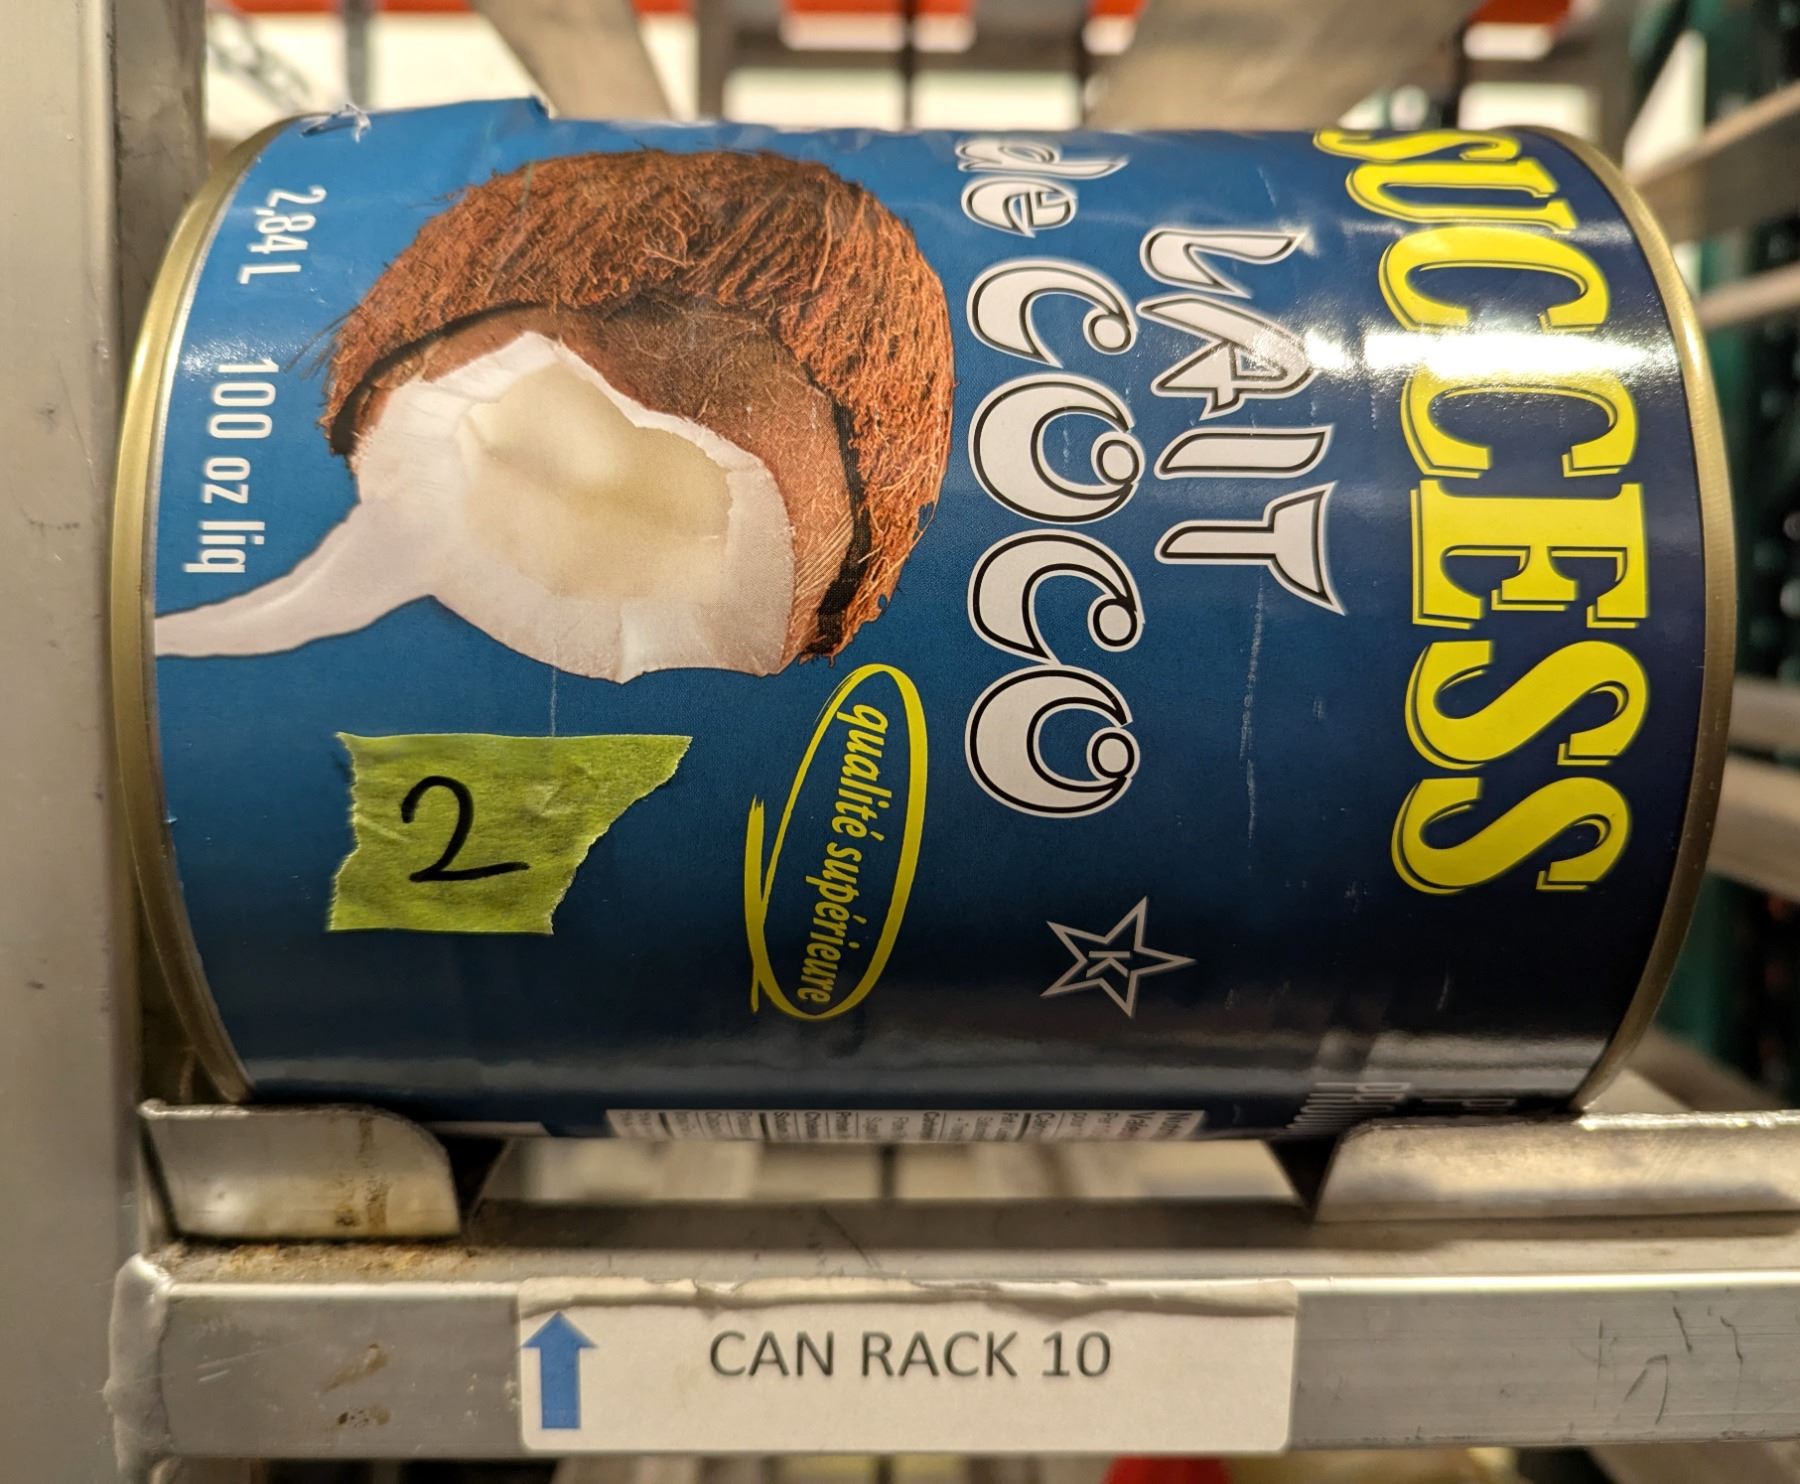 SUCCESS
LAIT
de COCO
K
qualité supérieure
2,84 L 100 oz liq
2
CAN RACK 10